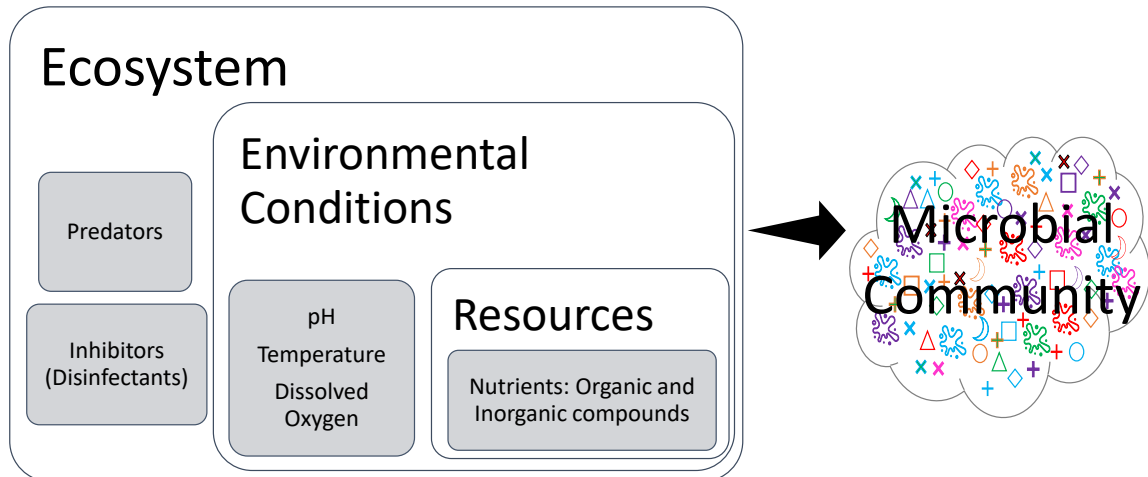 Ecosystem
Environmental
Conditions
Predators
Inhibitors
(Disinfectants)
pH
Temperature
Dissolved
Oxygen
Resources
Nutrients: Organic and
Inorganic compounds
Microbial
Community